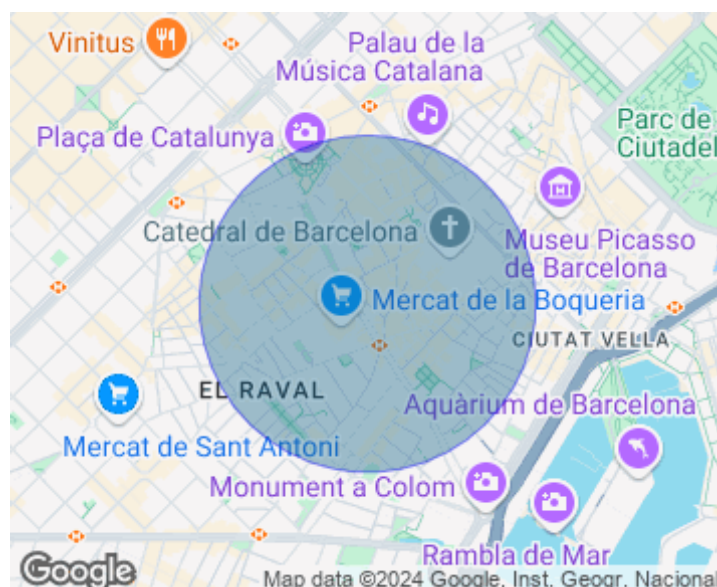 Vinitus
Palau de la
Música Catalana
Plaça de Catalunya
Parc de
Ciutadel
Catedral de Barcelona
Museu Picasso
de Barcelona
Mercat de la Boqueria
CIUTAT VELLA
EL RAVAL
Aquàrium de Barcelona
Mercat de Sant Antoni
Monument a Colom
Rambla de Mar
Google
Map data ©2024 Google, Inst. Geogr. Nacional